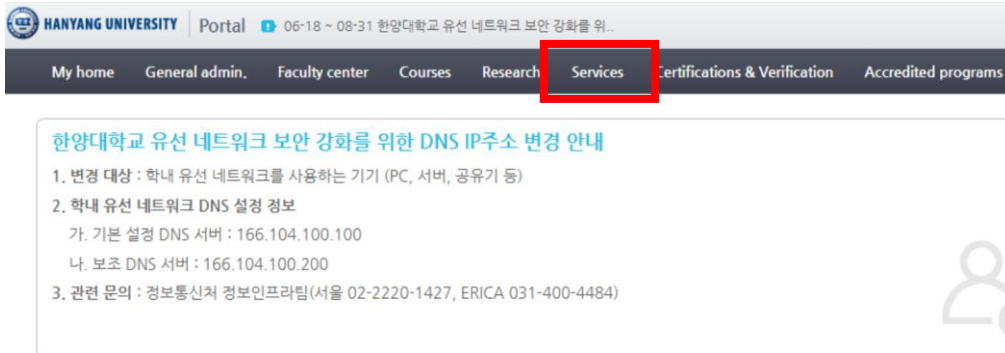 HANYANG UNIVERSITY Portal 06-18 ~ 08-31 한양대학교 유선 네트워크 보안 강화를 위..
My home General admin. Faculty center Courses Research Services Certifications & Verification Accredited programs
한양대학교 유선 네트워크 보안 강화를 위한 DNS IP주소 변경 안내
1. 변경 대상 : 학내 유선 네트워크를 사용하는 기기 (PC, 서버, 공유기 등)
2. 학내 유선 네트워크 DNS 설정 정보
가. 기본 설정 DNS 서버 : 166.104.100.100
나. 보조 DNS 서버 : 166.104.100.200
3. 관련 문의 : 정보통신처 정보인프라팀(서울 02-2220-1427, ERICA 031-400-4484)